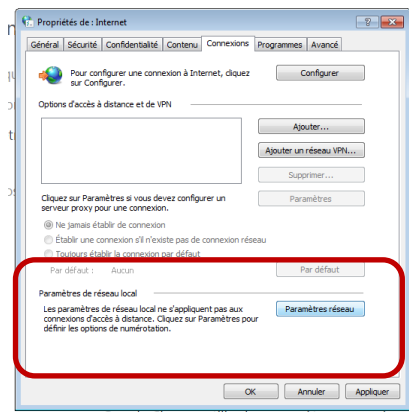 Propriétés de : Internet
Général Sécurité Confidentialité Contenu Connexions Programmes Avancé
Pour configurer une connexion à Internet, cliquez
sur Configurer.
Configurer
Options d'accès à distance et de VPN
Ajouter...
Ajouter un réseau VPN...
Supprimer...
Cliquez sur Paramètres si vous devez configurer un
serveur proxy pour une connexion.
Paramètres
Ne jamais établir de connexion
Établir une connexion s'il n'existe pas de connexion réseau
Toujours établir la connexion par défaut
Par défaut : Aucun
Par défaut
Paramètres de réseau local
Les paramètres de réseau local ne s'appliquent pas aux
connexions d'accès à distance. Cliquez sur Paramètres pour
définir les options de numérotation.
Paramètres réseau
OK Annuler Appliquer